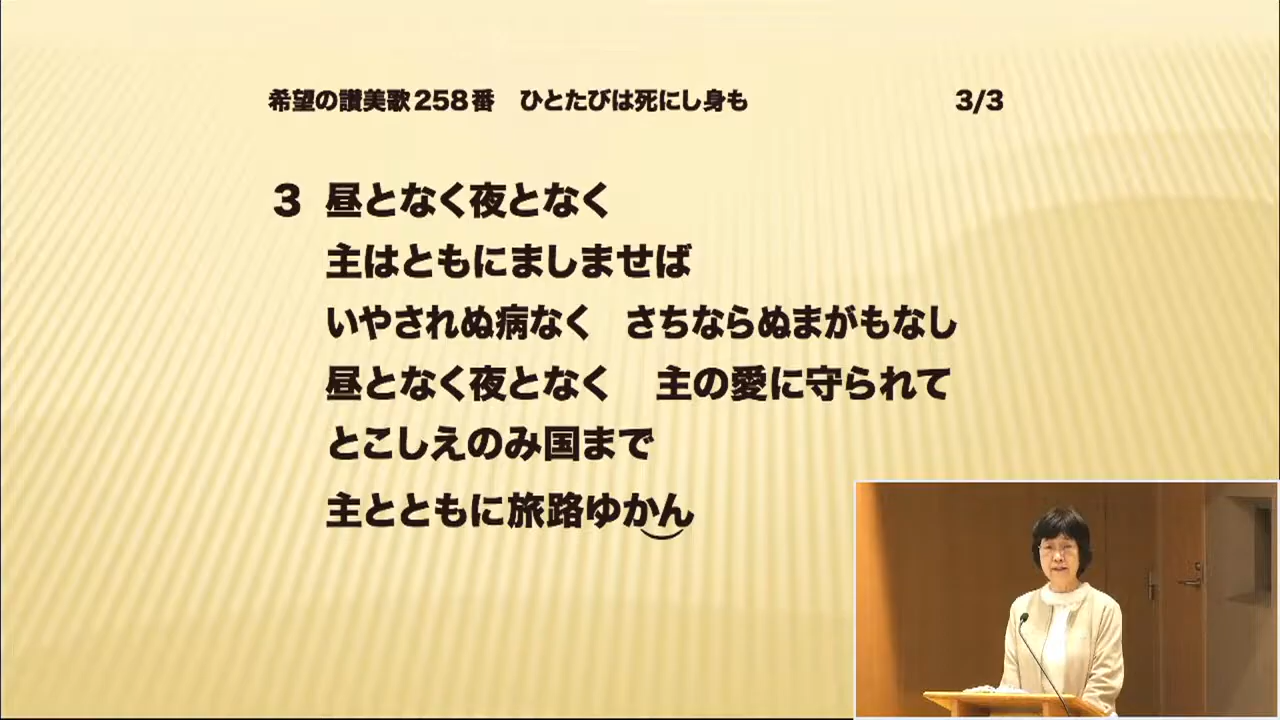 希望の讃美歌258番　ひとたびは死にし身も　3/3
3 昼となく夜となく
主はともにましませば
いやされぬ病なく　さちならぬまがもなし
昼となく夜となく　主の愛に守られて
とこしえのみ国まで
主とともに旅路ゆかん